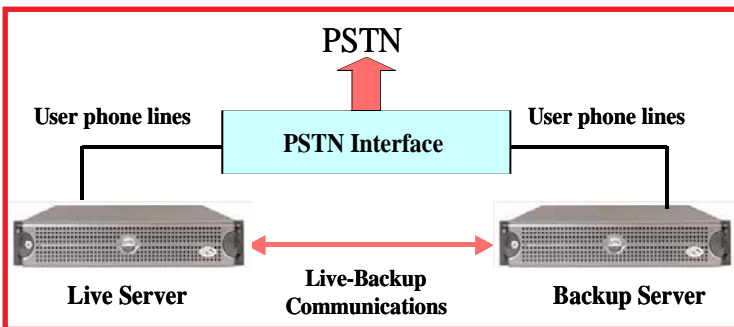 PSTN
User phone lines
User phone lines
PSTN Interface
Live-Backup
Communications
Live Server
Backup Server